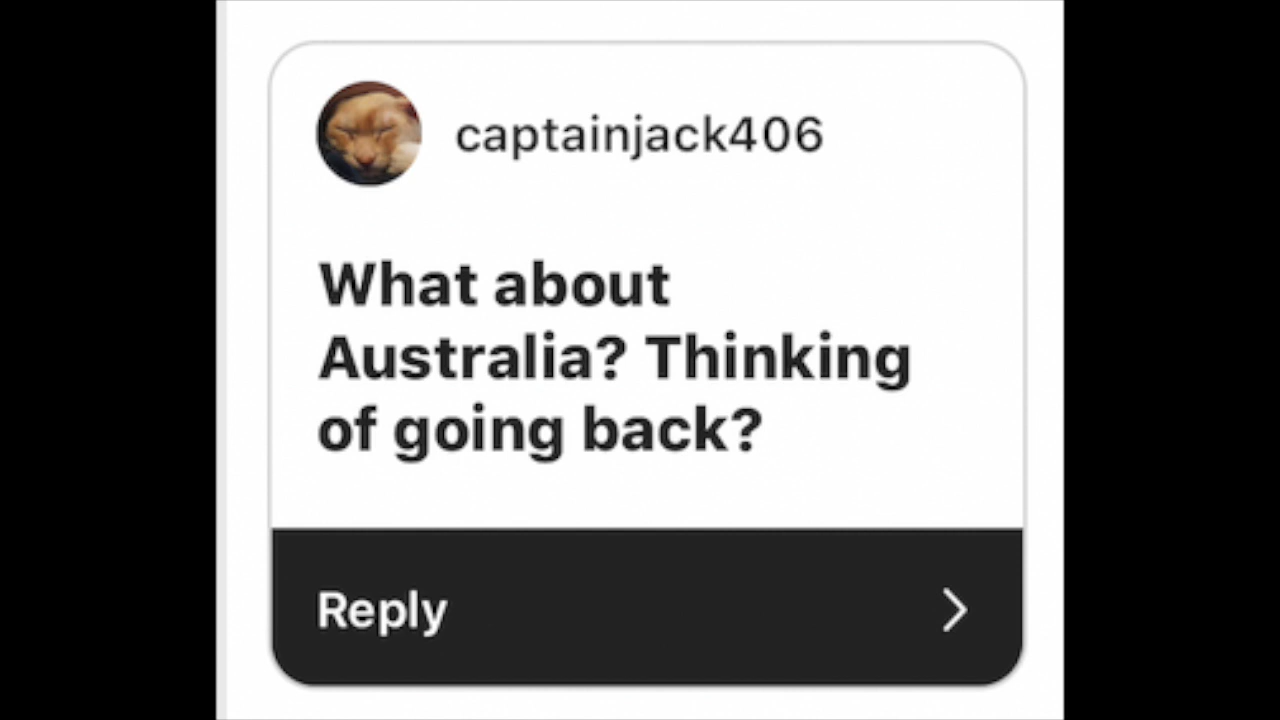 captainjack406
What about
Australia? Thinking
of going back?
Reply